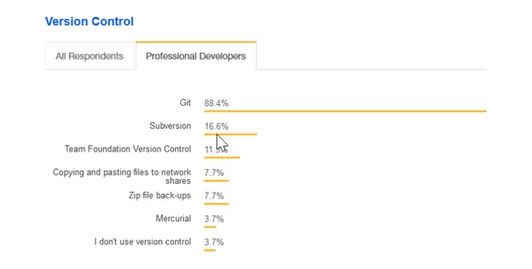 Version Control
All Respondents
Professional Developers
Git 88.4%
Subversion 16.6%
Team Foundation Version Control
Copying and pasting files to network
shares 7.7%
Zip file back-ups 7.7%
Mercurial 3.7%
I don't use version control 3.7%